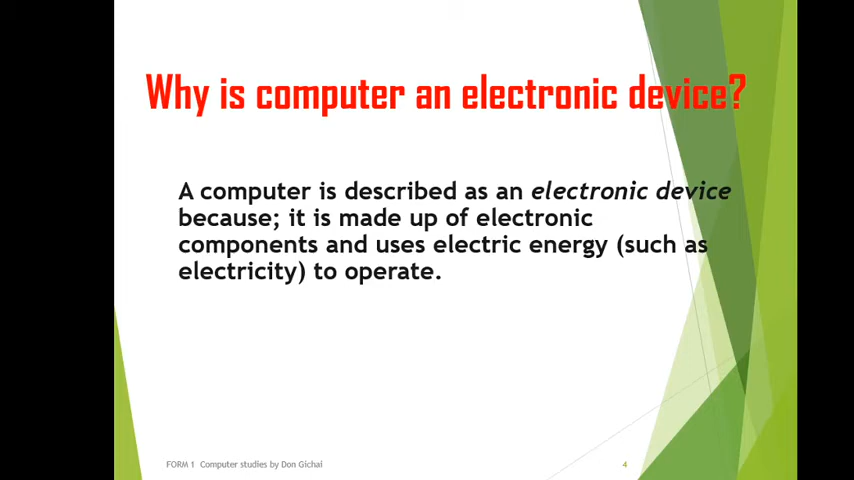 Why is computer an electronic device?
A computer is described as an electronic device
because; it is made up of electronic
components and uses electric energy (such as
electricity) to operate.
FORM 1 Computer studies by Don Gichai
4